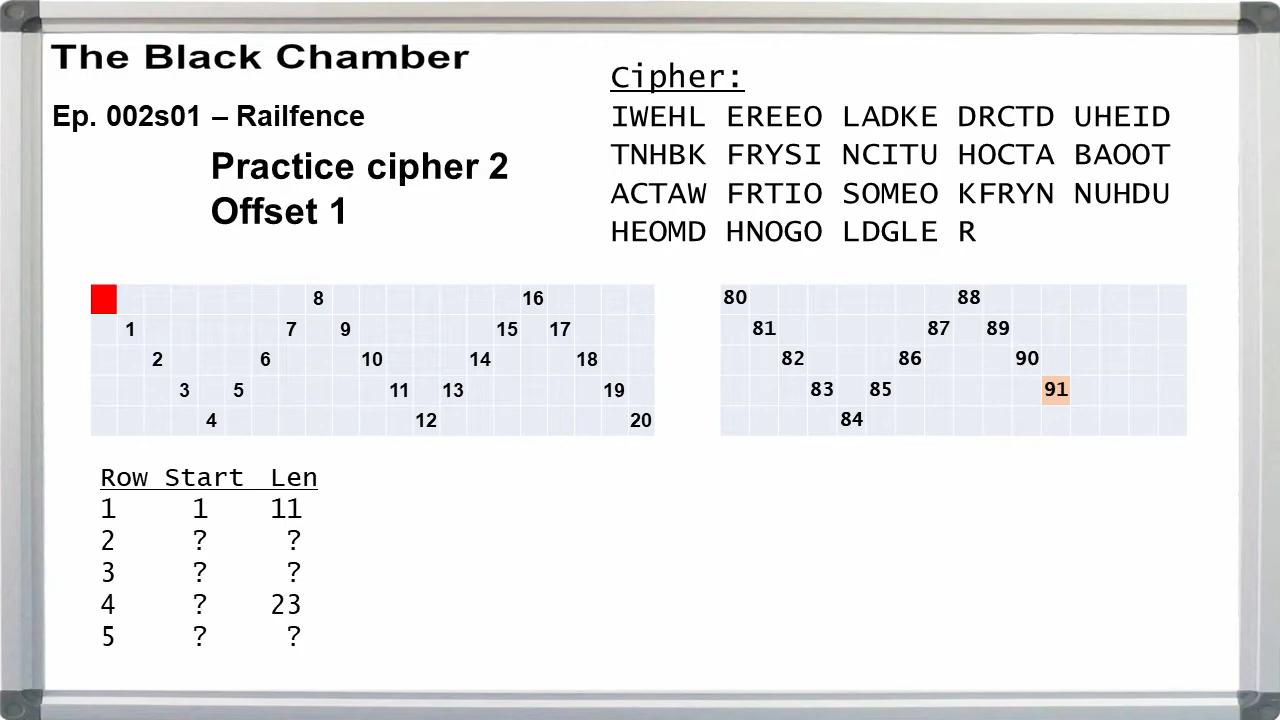 The Black Chamber
Ep. 002s01 – Railfence
Practice cipher 2
Offset 1
Cipher:
IWEHL EREEO LADKE DRCTD UHEID
TNHBK FRYSI NCITU HOCTA BAOOT
ACTAW FRTIO SOMEO KFRYN NUHDU
HEOMD HNOGO LDGLE R
8 16
1 7 9 15 17
2 6 10 14 18
3 5 11 13 19
4 12 20
80 88
81 87 89
82 86 90
83 85 91
84
Row Start Len
1 1 11
2 ? ?
3 ? ?
4 ? 23
5 ? ?